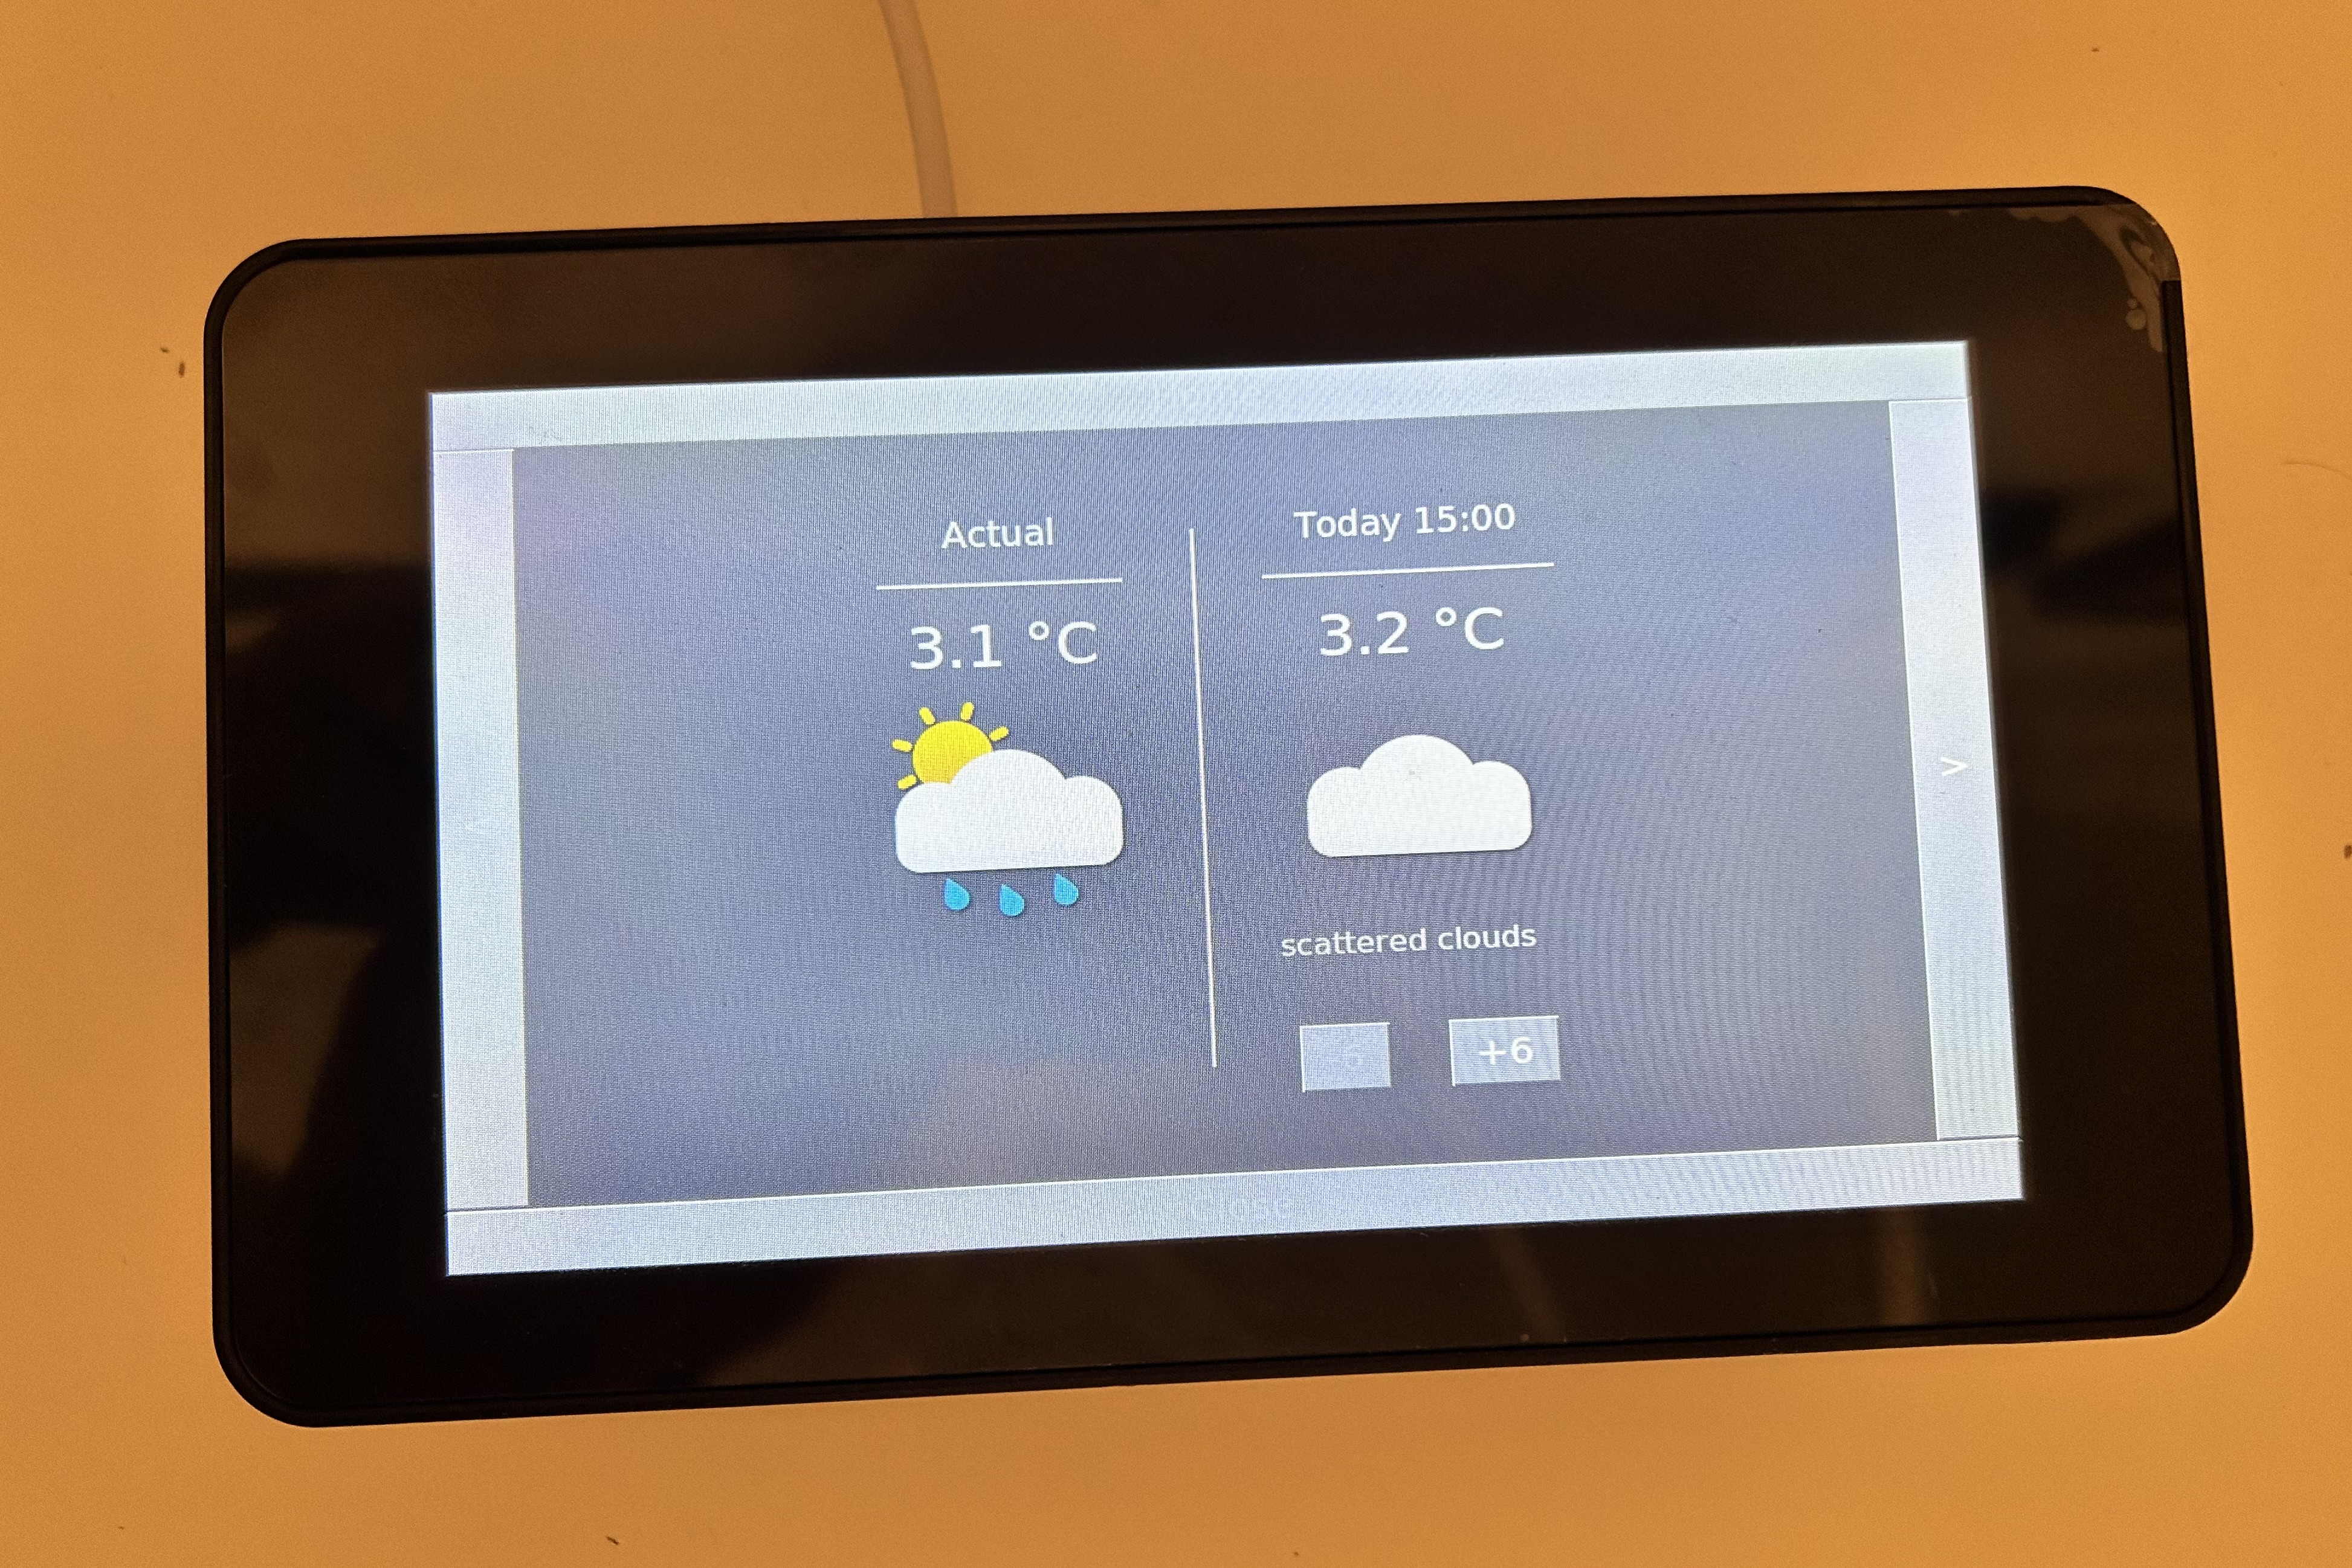 Actual
3.1 °C
Today 15:00
3.2 °C
scattered clouds
+6
>